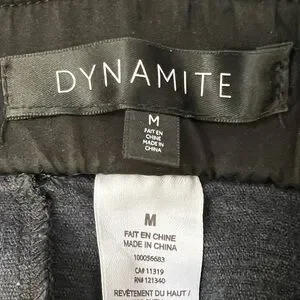 DYNAMITE
M
FAIT EN
CHINE
MADE IN
CHINA
M
FAIT EN CHINE
MADE IN CHINA
100056683
CA# 11319
RN# 121340
REVÊTEMENT DU HAUT /